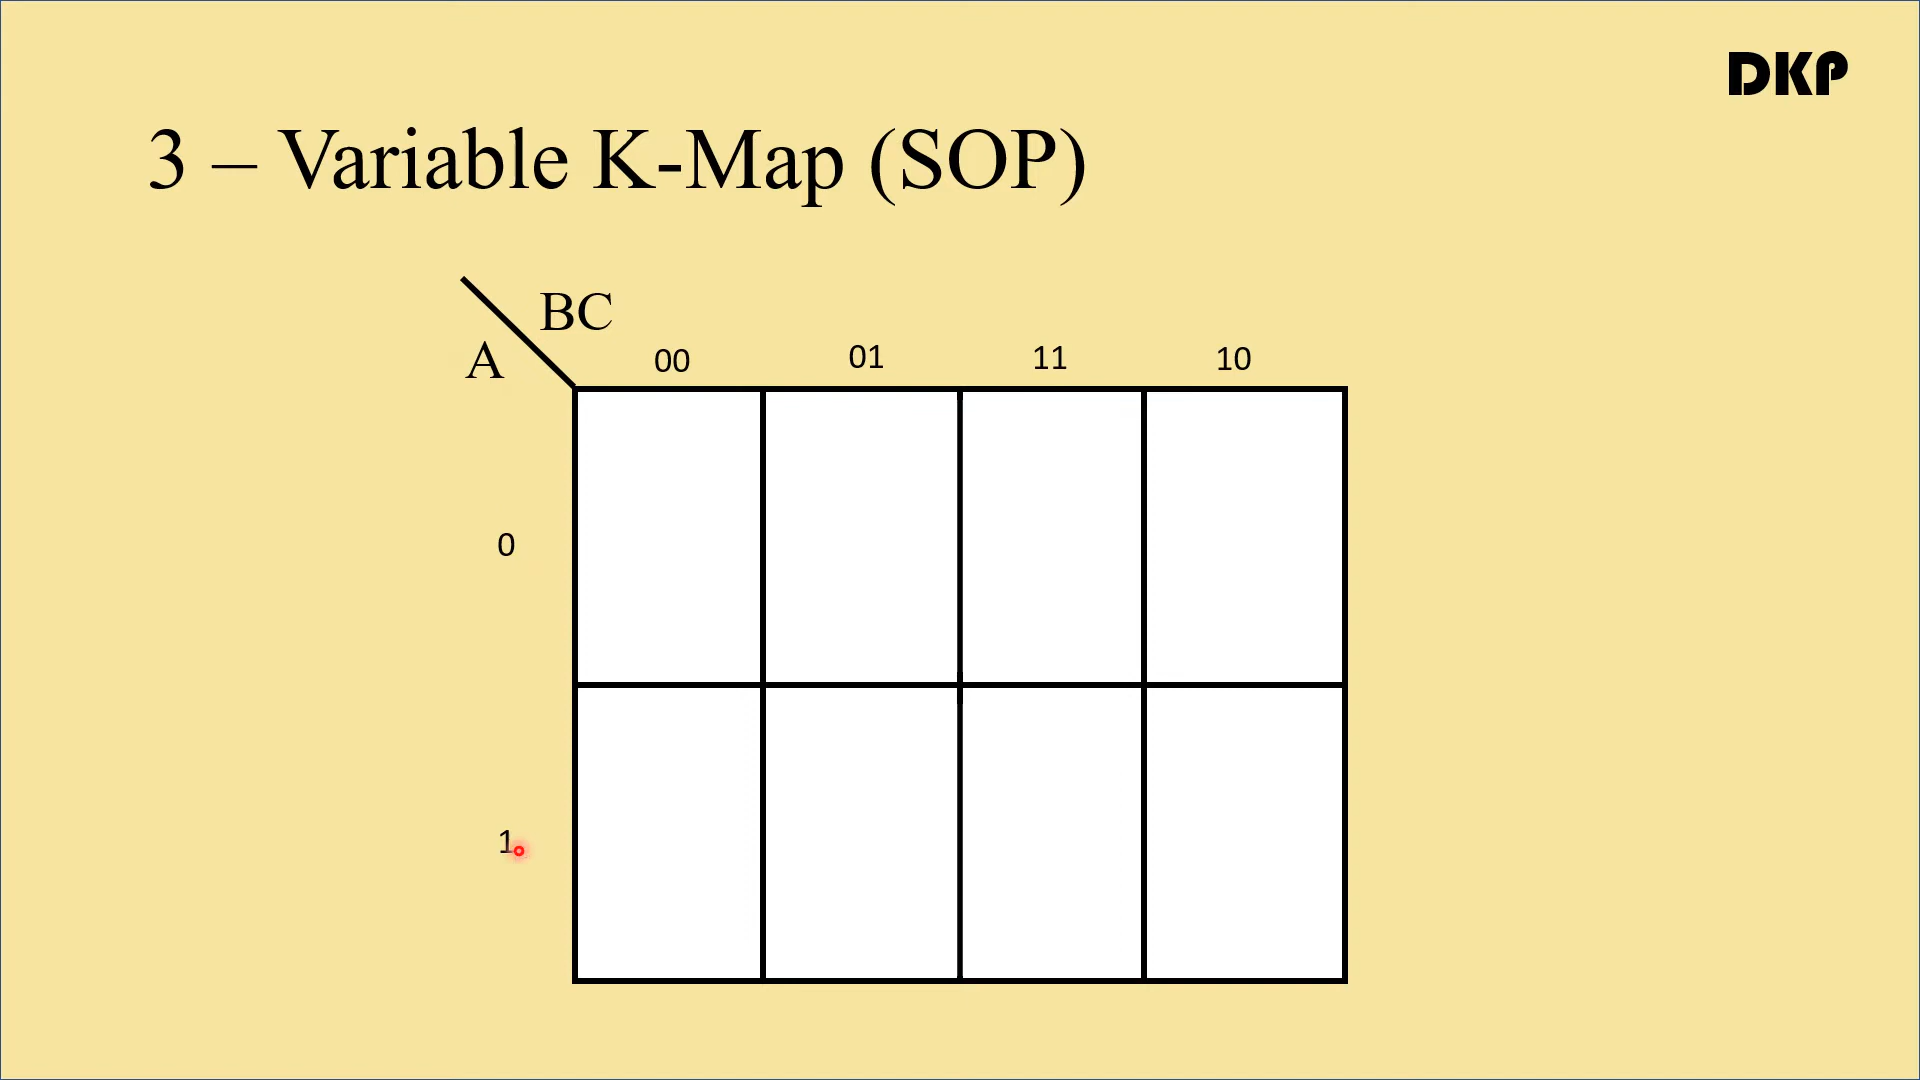 DKP
3 – Variable K-Map (SOP)
BC
A
00 01 11 10
0
1